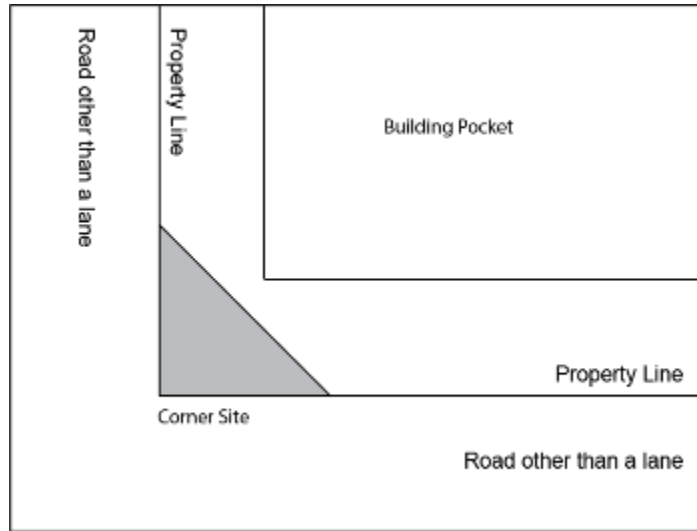 Road other than a lane
Property Line
Building Pocket
Property Line
Corner Site
Road other than a lane